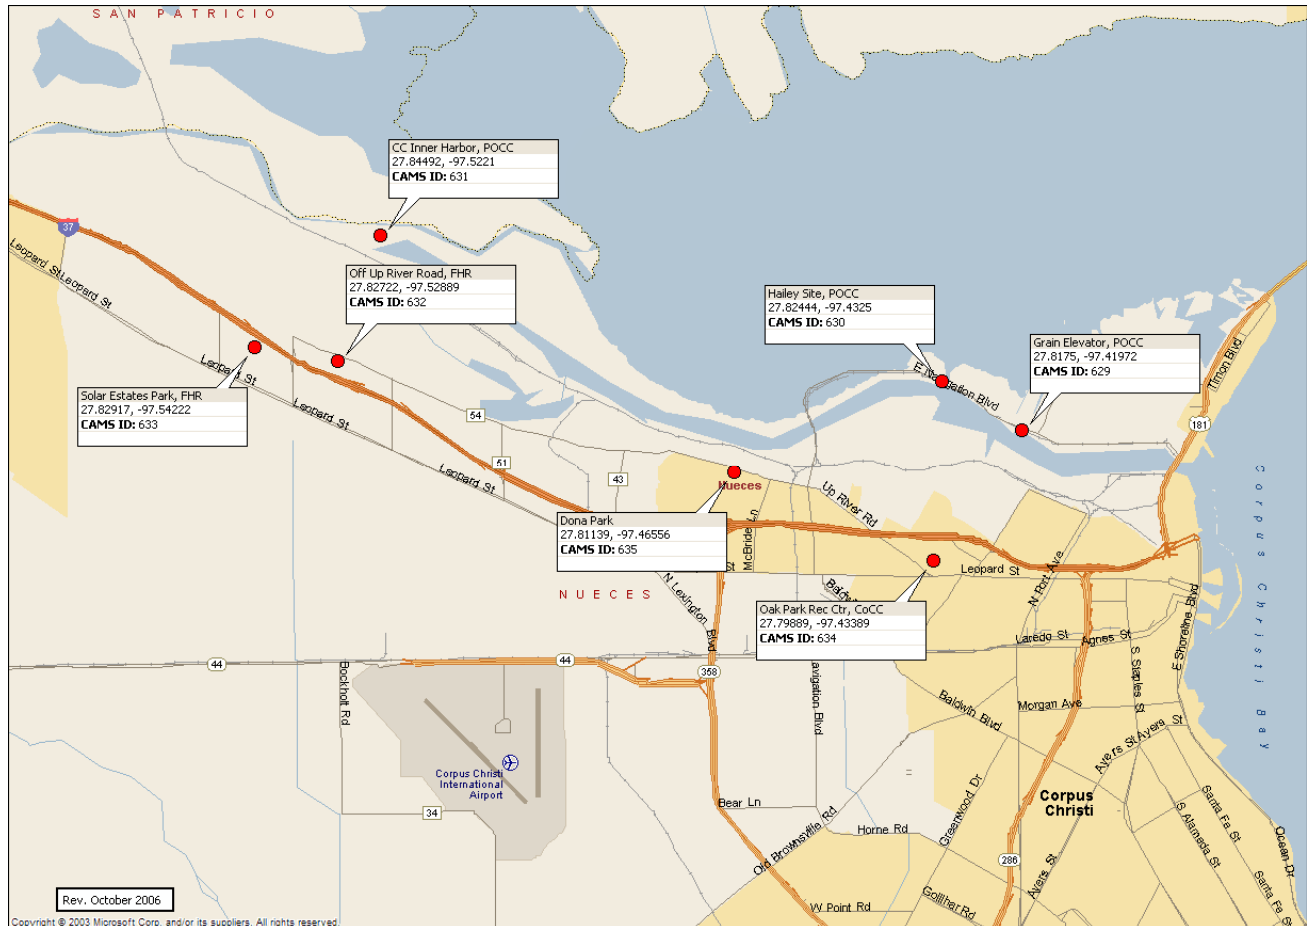 SAN PATRICIO
CC Inner Harbor, POCC
27.84492, -97.5221
CAMS ID: 631
37
Leopard St
Leopard St
Off Up River Road, FHR
27.82722, -97.52889
CAMS ID: 632
Hailey Site, POCC
27.82444, -97.4325
CAMS ID: 630
Grain Elevator, POCC
27.8175, -97.41972
CAMS ID: 629
Timon Blvd
E Navigation Blvd
Leopard St
Solar Estates Park, FHR
27.82917, -97.54222
CAMS ID: 633
Leopard St
54
181
51
43
Leopard St
Nueces
Up River Rd
Corpus Christi Bay
Dona Park
27.81139, -97.46556
CAMS ID: 635
McBride Ln
St
Leopard St
N Port Ave
N Lexington Blvd
NUECES
Oak Park Rec Ctr, CoCC
27.79889, -97.43389
CAMS ID: 634
Laredo St
Agnes St
E Shoreline Blvd
44
44
358
Bockholt Rd
S Staples St
Baldwin Blvd
Morgan Ave
Ayers St
Ayers St
Corpus Christi
International
Airport
Bear Ln
34
Old Brownsville Rd
Horne Rd
Greenwood Dr
Corpus
Christi
S Alameda St
Santa Fe St
Ocean Dr
286
Ayers St
Santa Fe St
Gollihar Rd
W Point Rd
Rev. October 2006
Copyright © 2003 Microsoft Corp. and/or its suppliers. All rights reserved.